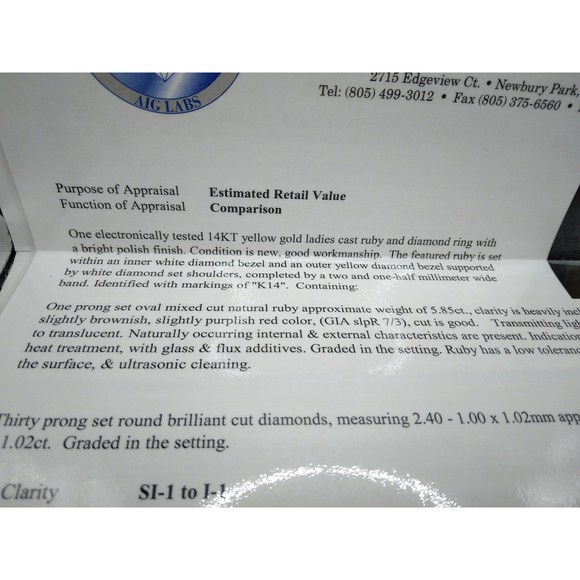 AIG LABS
2715 Edgeview Ct. • Newbury Park,
Tel: (805) 499-3012 • Fax (805) 375-6560 •
Purpose of Appraisal Estimated Retail Value
Function of Appraisal Comparison
One electronically tested 14KT yellow gold ladies cast ruby and diamond ring with
a bright polish finish. Condition is new, good workmanship. The featured ruby is set
within an inner white diamond bezel and an outer yellow diamond bezel supported
by white diamond set shoulders, completed by a two and one-half millimeter wide
band. Identified with markings of "K14". Containing:
One prong set oval mixed cut natural ruby approximate weight of 5.85ct., clarity is heavily inc
slightly brownish, slightly purplish red color, (GIA slpR 7/3), cut is good. Transmitting lig
to translucent. Naturally occurring internal & external characteristics are present. Indication
heat treatment, with glass & flux additives. Graded in the setting. Ruby has a low toleranc
the surface, & ultrasonic cleaning.
Thirty prong set round brilliant cut diamonds, measuring 2.40 - 1.00 x 1.02mm app
1.02ct. Graded in the setting.
Clarity SI-1 to I-1